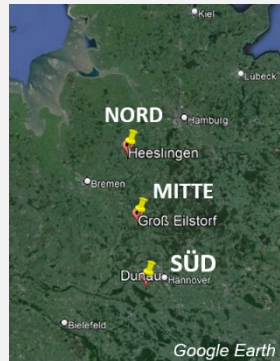 Kiel
Lübeck
NORD
Hamburg
Heeslingen
Bremen
MITTE
Groß Eilstorf
SÜD
Dunau
Hannover
Bielefeld
Google Earth